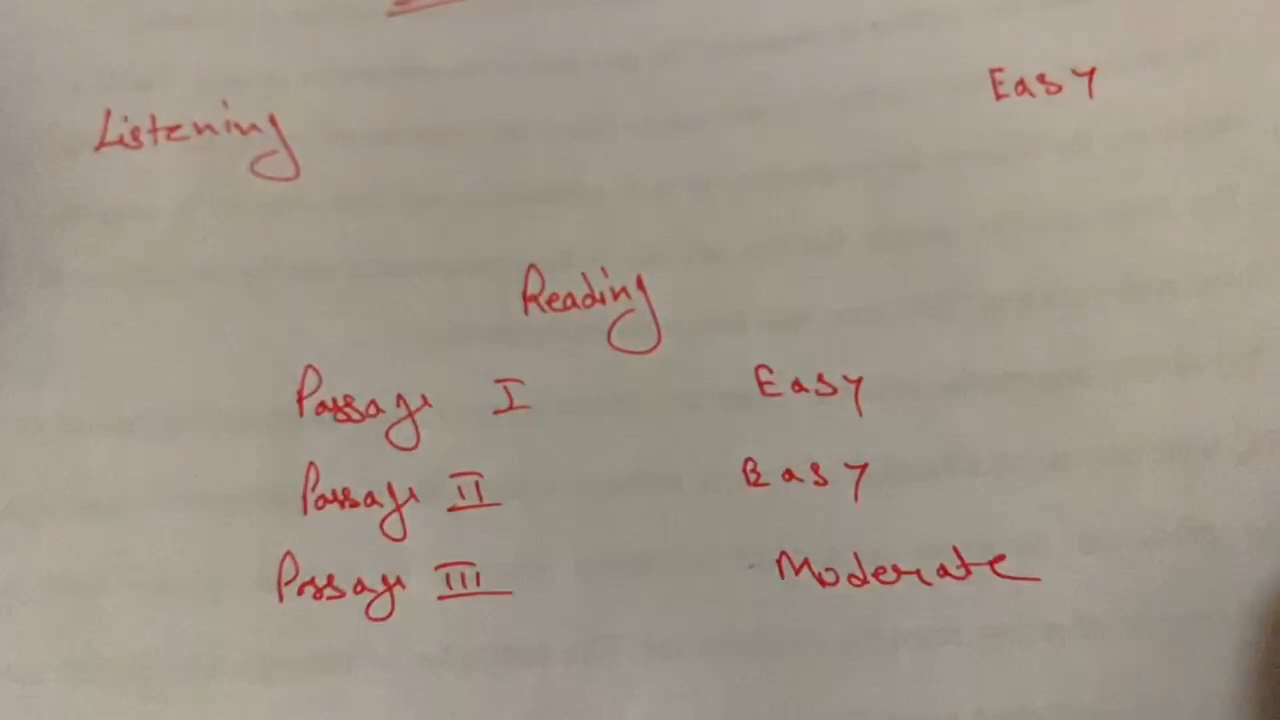 Listening Easy
Reading
Passage I Easy
Passage II Easy
Passage III Moderate